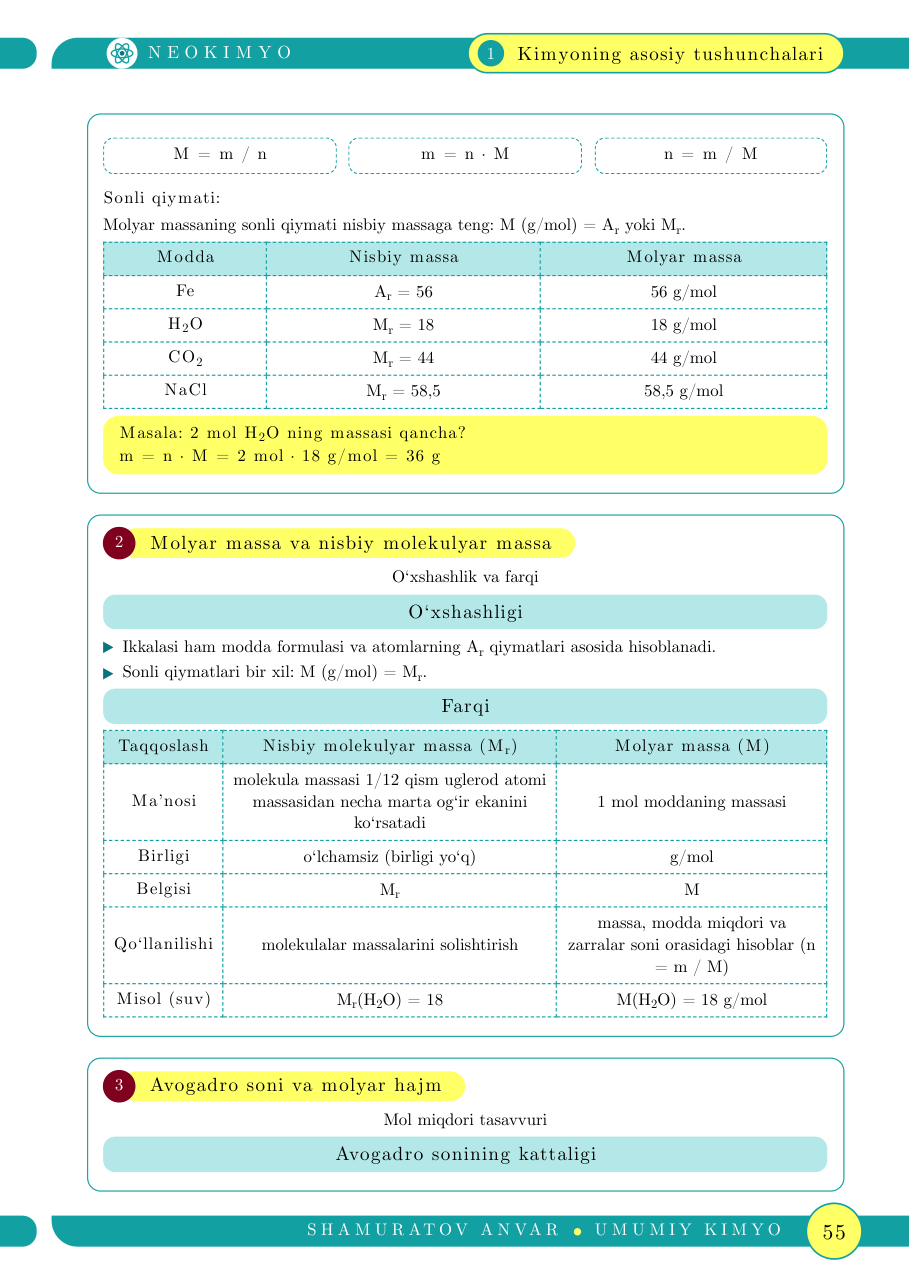 NEOKIMYO
1 Kimyoning asosiy tushunchalari
M = m / n
m = n · M
n = m / M
Sonli qiymati:
Molyar massaning sonli qiymati nisbiy massaga teng: M (g/mol) = Aᵣ yoki Mᵣ.
Modda Nisbiy massa Molyar massa
Fe Aᵣ = 56 56 g/mol
H₂O Mᵣ = 18 18 g/mol
CO₂ Mᵣ = 44 44 g/mol
NaCl Mᵣ = 58,5 58,5 g/mol
Masala: 2 mol H₂O ning massasi qancha?
m = n · M = 2 mol · 18 g/mol = 36 g
2 Molyar massa va nisbiy molekulyar massa
O‘xshashlik va farqi
O‘xshashligi
▶ Ikkalasi ham modda formulasi va atomlarning Aᵣ qiymatlari asosida hisoblanadi.
▶ Sonli qiymatlari bir xil: M (g/mol) = Mᵣ.
Farqi
Taqqoslash Nisbiy molekulyar massa (Mᵣ) Molyar massa (M)
Ma’nosi
molekula massasi 1/12 qism uglerod atomi
massasidan necha marta og‘ir ekanini
ko‘rsatadi
1 mol moddaning massasi
Birligi o‘lchamsiz (birligi yo‘q) g/mol
Belgisi Mᵣ M
Qo‘llanilishi
molekulalar massalarini solishtirish
massa, modda miqdori va
zarralar soni orasidagi hisoblar (n
= m / M)
Misol (suv) Mᵣ(H₂O) = 18 M(H₂O) = 18 g/mol
3 Avogadro soni va molyar hajm
Mol miqdori tasavvuri
Avogadro sonining kattaligi
SHAMURATOV ANVAR ● UMUMIY KIMYO 55